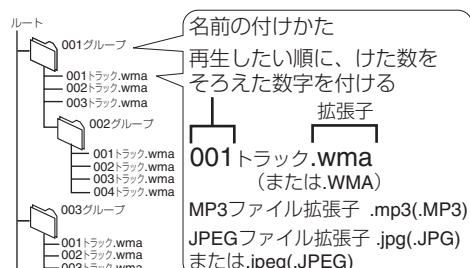 ルート
001グループ
001トラック.wma
002トラック.wma
003トラック.wma
002グループ
001トラック.wma
002トラック.wma
003トラック.wma
004トラック.wma
003グループ
001トラック.wma
002トラック.wma
003トラック.wma
名前の付けかた
再生したい順に、けた数を
そろえた数字を付ける
拡張子
001トラック.wma
（または.WMA）
MP3ファイル拡張子 .mp3(.MP3)
JPEGファイル拡張子 .jpg(.JPG)
または.jpeg(.JPEG)